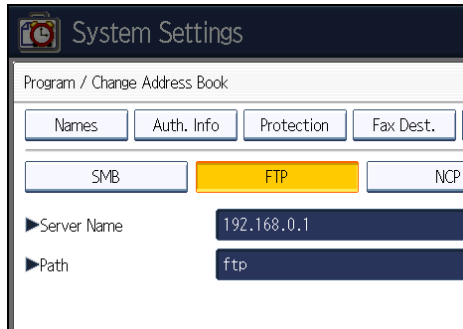 System Settings
Program / Change Address Book
Names Auth. Info Protection Fax Dest.
SMB FTP NCP
▶Server Name 192.168.0.1
▶Path ftp